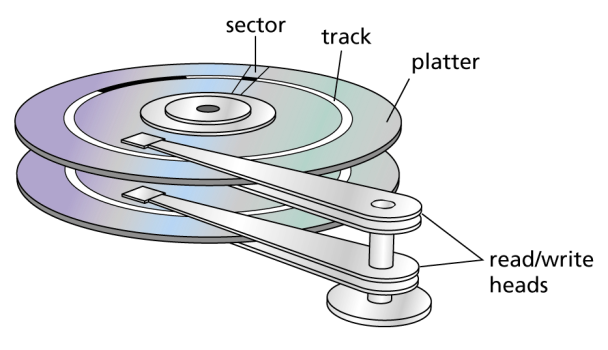 sector
track
platter
read/write
heads